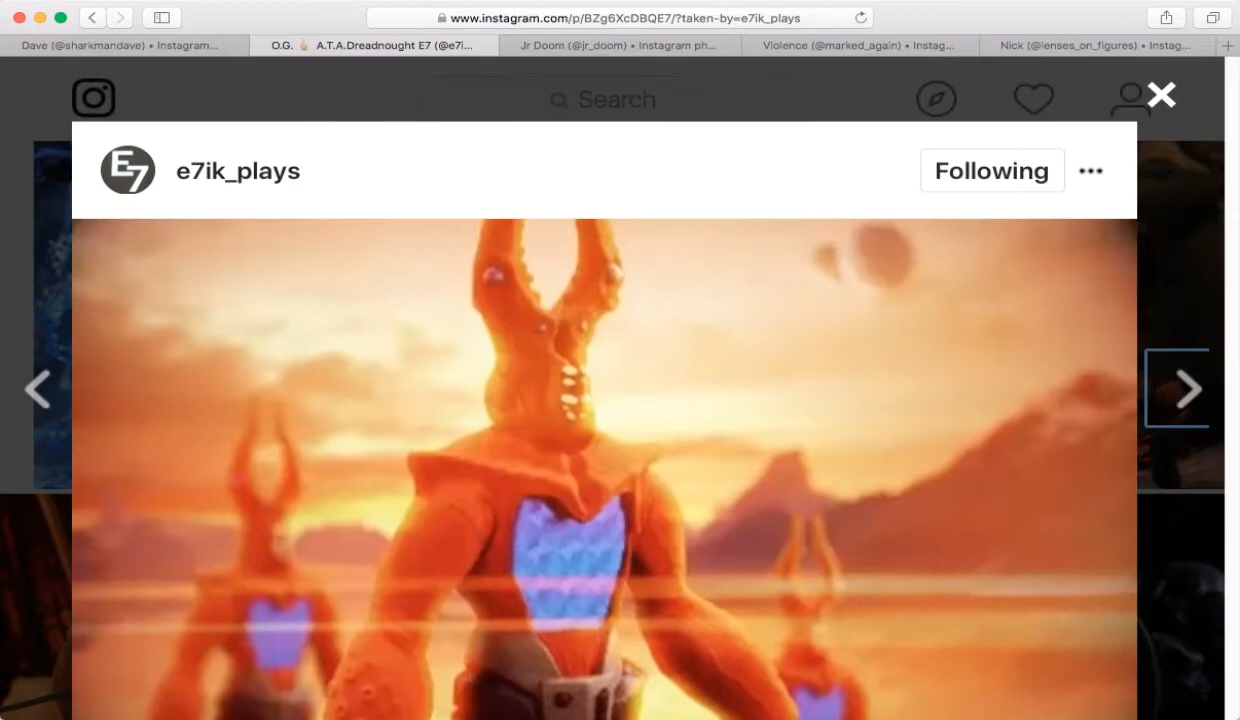 www.instagram.com/p/BZg6XcDBQE7/?taken-by=e7ik_plays
Dave (@sharkmandave) • Instagram...
O.G. ☝🏻 A.T.A.Dreadnought E7 (@e7i...
Jr Doom (@jr_doom) • Instagram ph...
Violence (@marked_again) • Instag...
Nick (@lenses_on_figures) • Instag...
Search
E7
e7ik_plays
Following